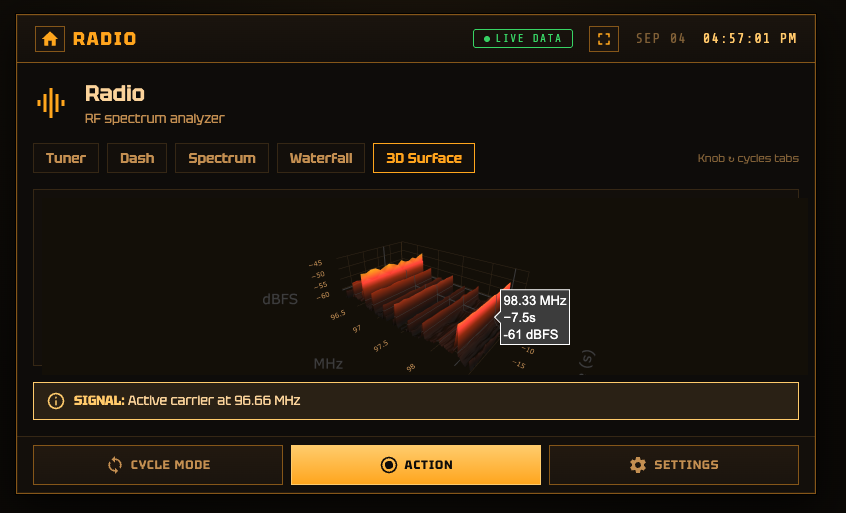 RADIO
LIVE DATA
SEP 04 04:57:01 PM
Radio
RF spectrum analyzer
Tuner Dash Spectrum Waterfall 3D Surface
Knob ↻ cycles tabs
−45
−50
−55
−60
dBFS
96.5
97
97.5
98
MHz
98.33 MHz
−7.5s
-61 dBFS
−10
−15
(s)
SIGNAL: Active carrier at 96.66 MHz
CYCLE MODE
ACTION
SETTINGS